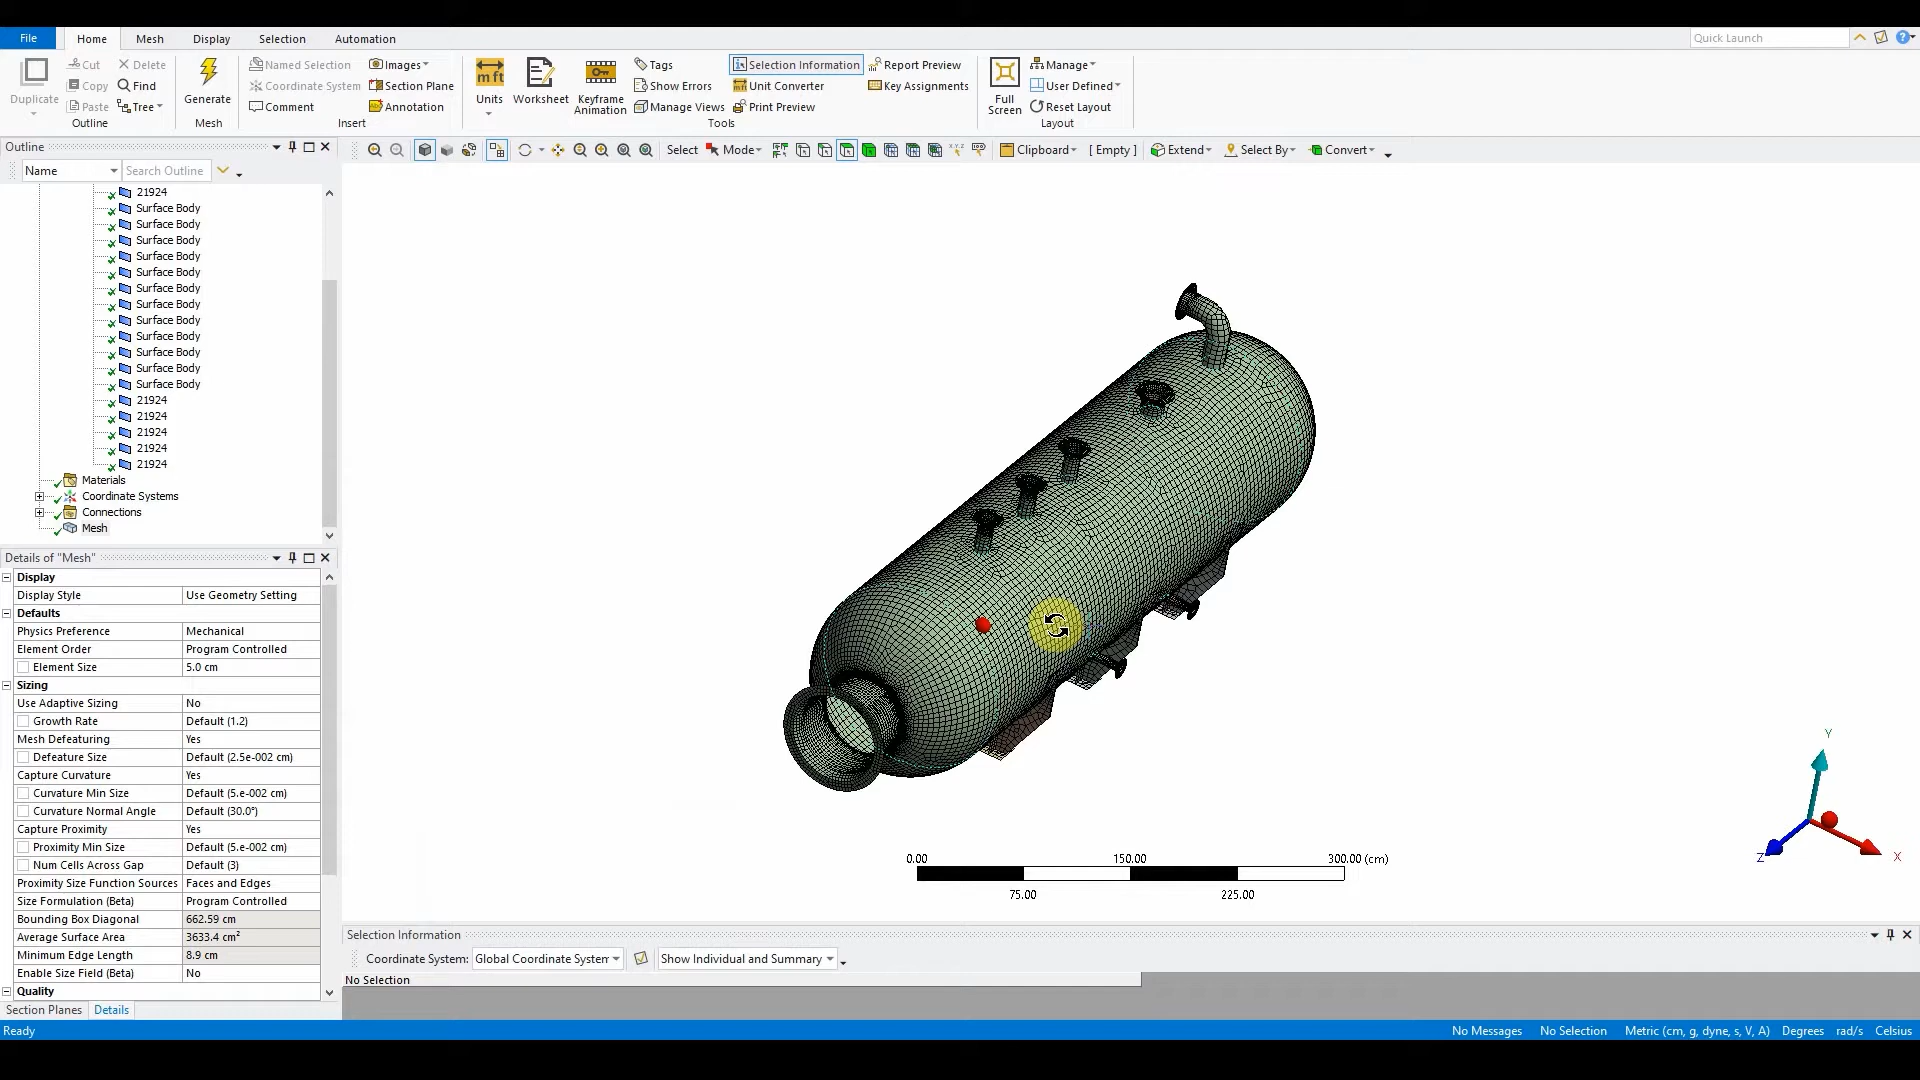 File Home Mesh Display Selection Automation Quick Launch
Cut Delete Named Selection Images Tags Selection Information Report Preview Manage
Duplicate Copy Find Generate Coordinate System Section Plane Units Worksheet Keyframe Animation Show Errors Unit Converter Key Assignments Full Screen User Defined
Paste Tree Comment Annotation Manage Views Print Preview Reset Layout
Outline Mesh Insert Tools Layout
Outline
Select Mode Clipboard [ Empty ] Extend Select By Convert
Name Search Outline
21924
Surface Body
Surface Body
Surface Body
Surface Body
Surface Body
Surface Body
Surface Body
Surface Body
Surface Body
Surface Body
Surface Body
Surface Body
21924
21924
21924
21924
21924
Materials
Coordinate Systems
Connections
Mesh
Details of "Mesh"
Display
Display Style Use Geometry Setting
Defaults
Physics Preference Mechanical
Element Order Program Controlled
Element Size 5.0 cm
Sizing
Use Adaptive Sizing No
Growth Rate Default (1.2)
Mesh Defeaturing Yes
Defeature Size Default (2.5e-002 cm)
Capture Curvature Yes
Curvature Min Size Default (5.e-002 cm)
Curvature Normal Angle Default (30.0°)
Capture Proximity Yes
Proximity Min Size Default (5.e-002 cm)
Num Cells Across Gap Default (3)
Proximity Size Function Sources Faces and Edges
Size Formulation (Beta) Program Controlled
Bounding Box Diagonal 662.59 cm
Average Surface Area 3633.4 cm²
Minimum Edge Length 8.9 cm
Enable Size Field (Beta) No
Quality
Section Planes Details
Y
Z X
0.00 150.00 300.00 (cm)
75.00 225.00
Selection Information
Coordinate System: Global Coordinate System Show Individual and Summary
No Selection
Ready No Messages No Selection Metric (cm, g, dyne, s, V, A) Degrees rad/s Celsius